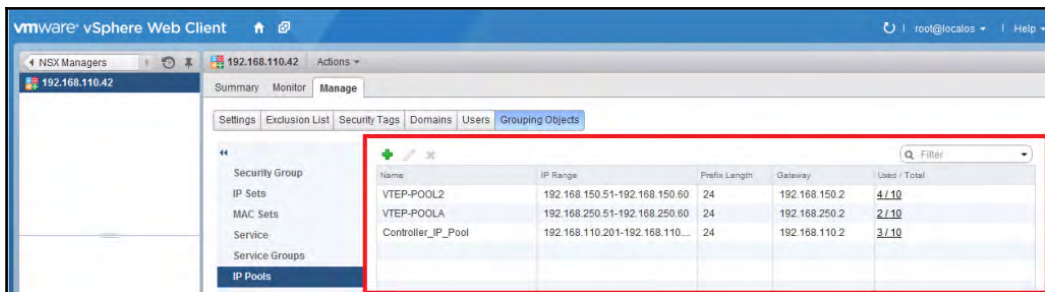 vmware® vSphere Web Client
root@localos
Help
NSX Managers
192.168.110.42 Actions
192.168.110.42
Summary Monitor Manage
Settings Exclusion List Security Tags Domains Users Grouping Objects
Security Group
IP Sets
MAC Sets
Service
Service Groups
IP Pools
Filter
Name IP Range Prefix Length Gateway Used / Total
VTEP-POOL2 192.168.150.51-192.168.150.60 24 192.168.150.2 4 / 10
VTEP-POOLA 192.168.250.51-192.168.250.60 24 192.168.250.2 2 / 10
Controller_IP_Pool 192.168.110.201-192.168.110.... 24 192.168.110.2 3 / 10